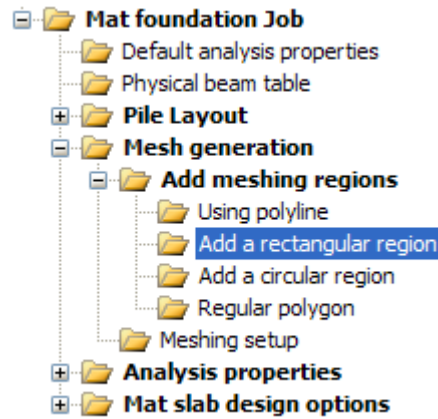 Mat foundation Job
Default analysis properties
Physical beam table
Pile Layout
Mesh generation
Add meshing regions
Using polyline
Add a rectangular region
Add a circular region
Regular polygon
Meshing setup
Analysis properties
Mat slab design options